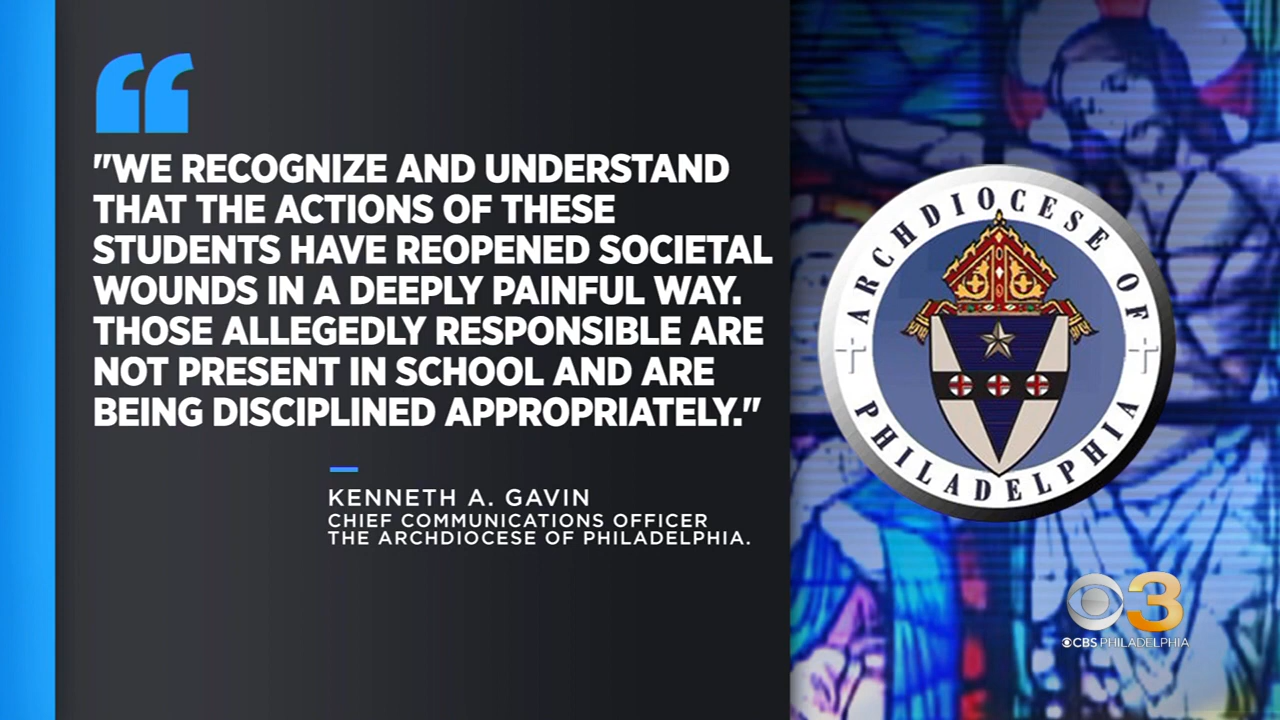 "WE RECOGNIZE AND UNDERSTAND
THAT THE ACTIONS OF THESE
STUDENTS HAVE REOPENED SOCIETAL
WOUNDS IN A DEEPLY PAINFUL WAY.
THOSE ALLEGEDLY RESPONSIBLE ARE
NOT PRESENT IN SCHOOL AND ARE
BEING DISCIPLINED APPROPRIATELY."
KENNETH A. GAVIN
CHIEF COMMUNICATIONS OFFICER
THE ARCHDIOCESE OF PHILADELPHIA.
ARCHDIOCESE OF
PHILADELPHIA
3
CBS PHILADELPHIA